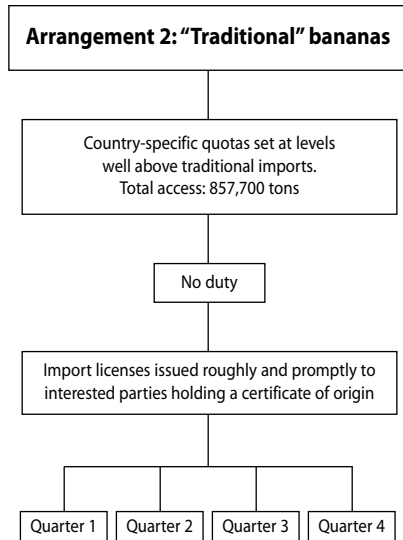 Arrangement 2: “Traditional” bananas
Country-specific quotas set at levels
well above traditional imports.
Total access: 857,700 tons
No duty
Import licenses issued roughly and promptly to
interested parties holding a certificate of origin
Quarter 1
Quarter 2
Quarter 3
Quarter 4